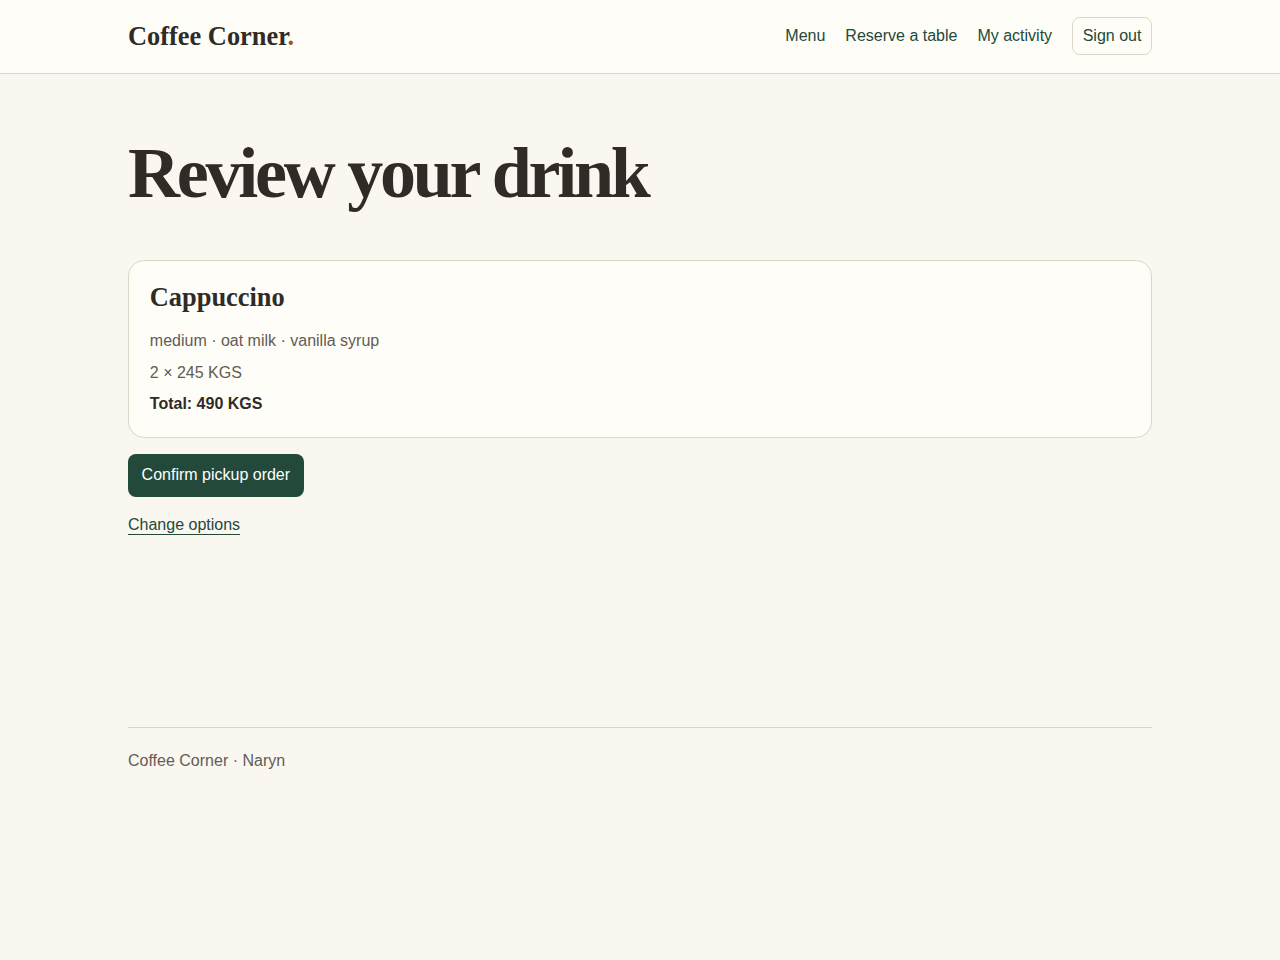 Coffee Corner.
Menu
Reserve a table
My activity
Sign out
Review your drink
Cappuccino
medium · oat milk · vanilla syrup
2 × 245 KGS
Total: 490 KGS
Confirm pickup order
Change options
Coffee Corner · Naryn